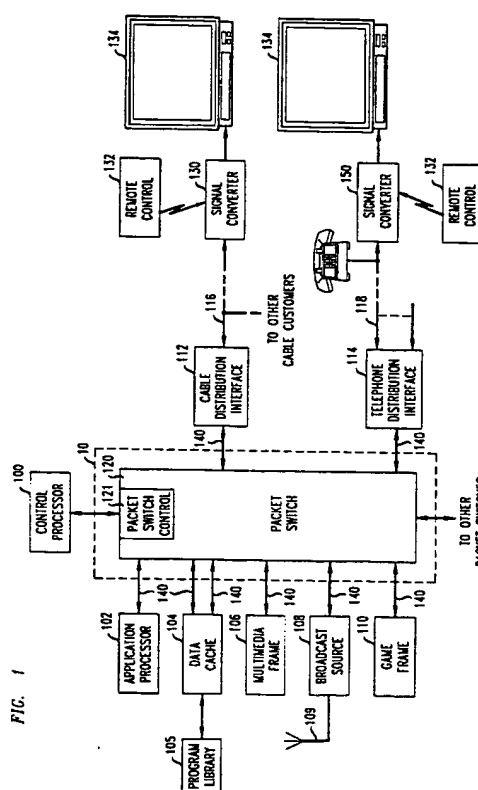 FIG. 1
100
CONTROL
PROCESSOR
10
120
121
PACKET
SWITCH
CONTROL
PACKET
SWITCH
TO OTHER
102
APPLICATION
PROCESSOR
140
104
DATA
CACHE
140
140
105
PROGRAM
LIBRARY
106
MULTIMEDIA
FRAME
140
108
BROADCAST
SOURCE
140
109
110
GAME
FRAME
140
112
CABLE
DISTRIBUTION
INTERFACE
140
116
TO OTHER
CABLE CUSTOMERS
130
SIGNAL
CONVERTER
132
REMOTE
CONTROL
134
114
TELEPHONE
DISTRIBUTION
INTERFACE
140
118
150
SIGNAL
CONVERTER
132
REMOTE
CONTROL
134